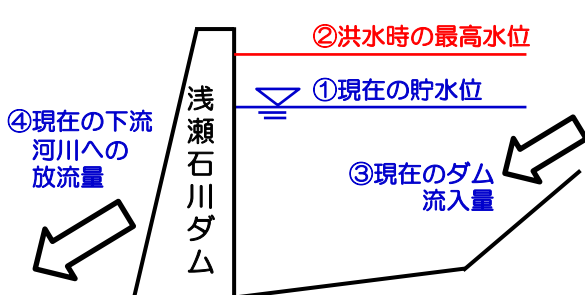 ②洪水時の最高水位
①現在の貯水位
④現在の下流
河川への
放流量
浅瀬石川ダム
③現在のダム
流入量